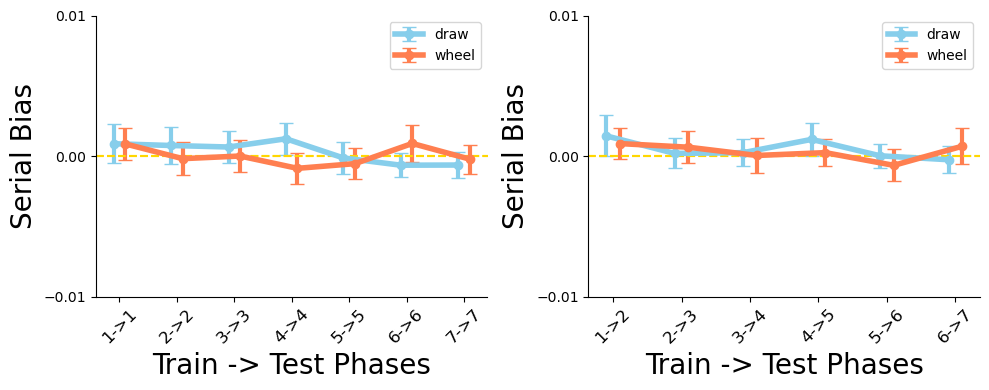 0.01
0.00
−0.01
Serial Bias
draw
wheel
1->1
2->2
3->3
4->4
5->5
6->6
7->7
Train -> Test Phases
0.01
0.00
−0.01
Serial Bias
draw
wheel
1->2
2->3
3->4
4->5
5->6
6->7
Train -> Test Phases